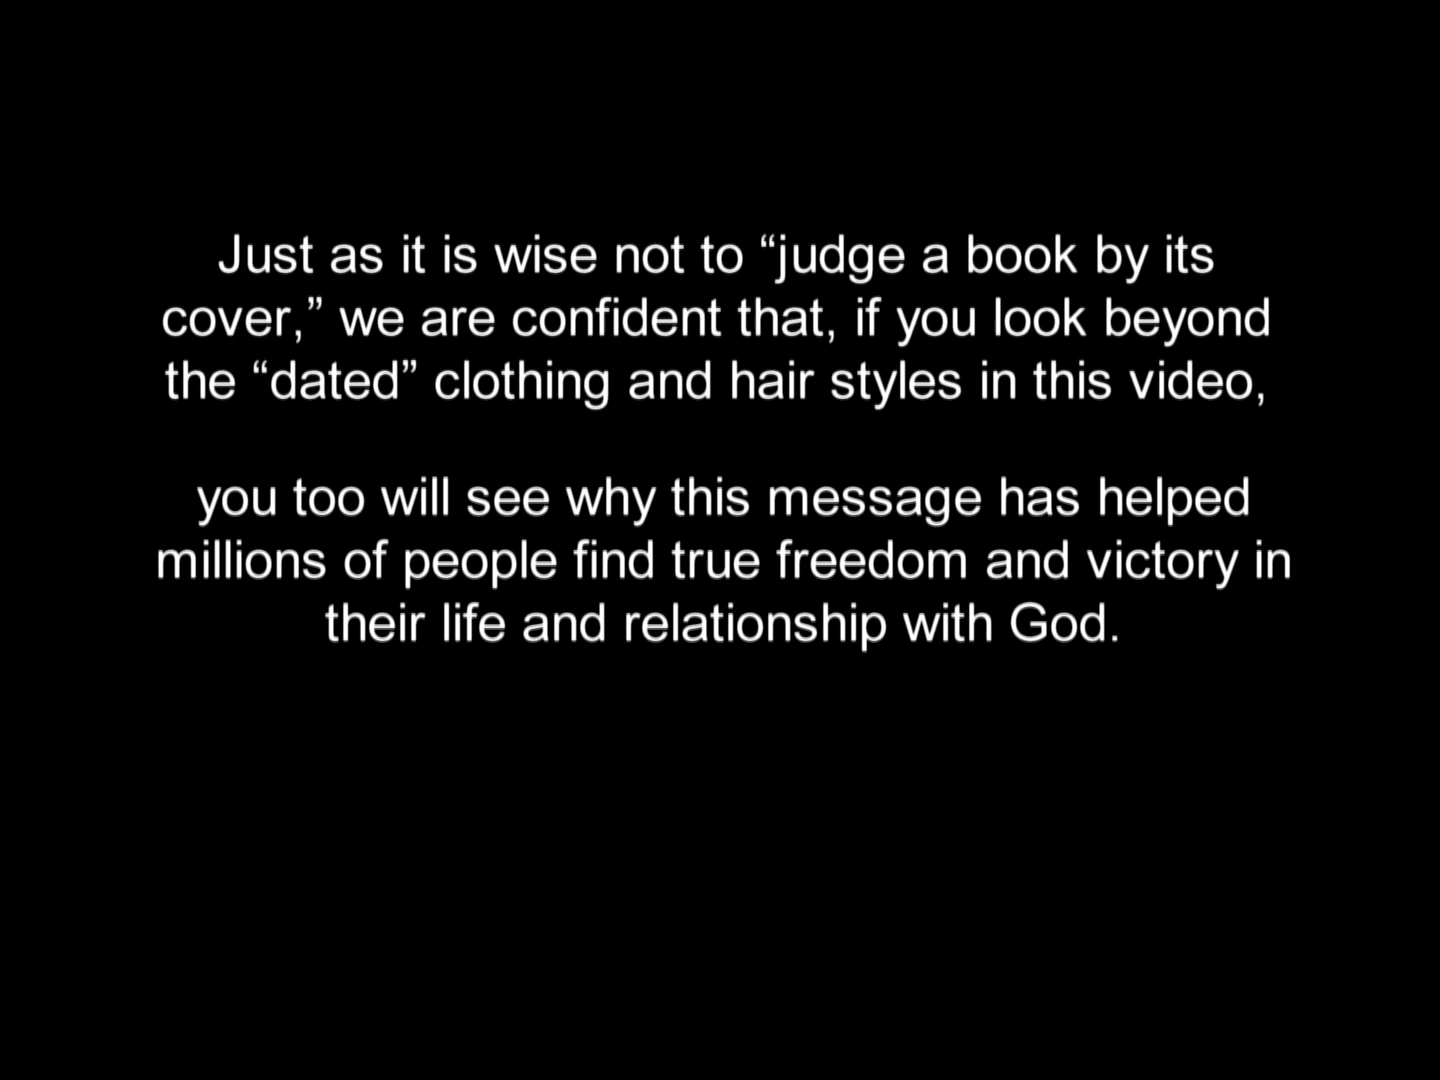 Just as it is wise not to “judge a book by its
cover,” we are confident that, if you look beyond
the “dated” clothing and hair styles in this video,
you too will see why this message has helped
millions of people find true freedom and victory in
their life and relationship with God.